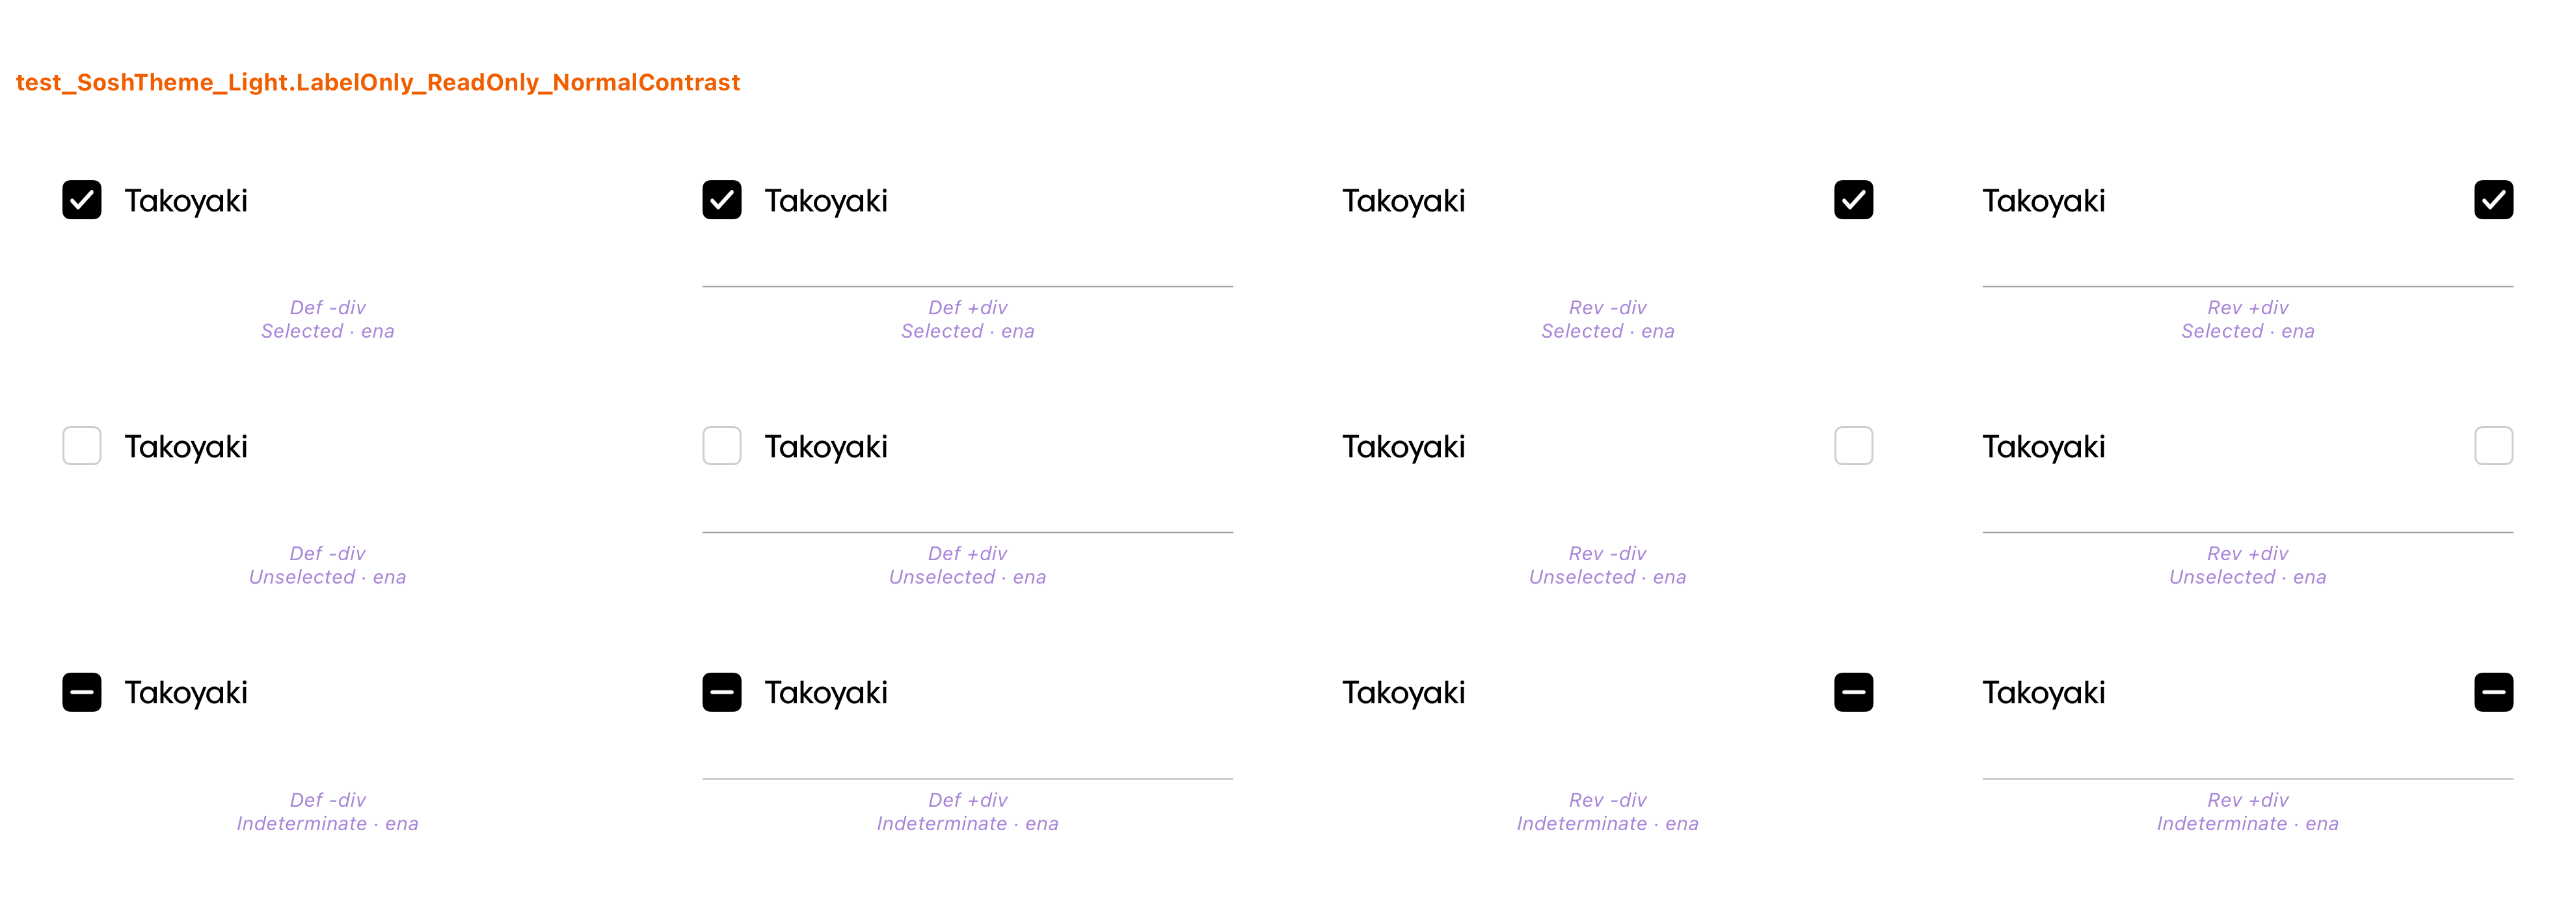 test_SoshTheme_Light.LabelOnly_ReadOnly_NormalContrast
Takoyaki
Takoyaki
Takoyaki
Takoyaki
Def -div
Selected · ena
Def +div
Selected · ena
Rev -div
Selected · ena
Rev +div
Selected · ena
Takoyaki
Takoyaki
Takoyaki
Takoyaki
Def -div
Unselected · ena
Def +div
Unselected · ena
Rev -div
Unselected · ena
Rev +div
Unselected · ena
Takoyaki
Takoyaki
Takoyaki
Takoyaki
Def -div
Indeterminate · ena
Def +div
Indeterminate · ena
Rev -div
Indeterminate · ena
Rev +div
Indeterminate · ena